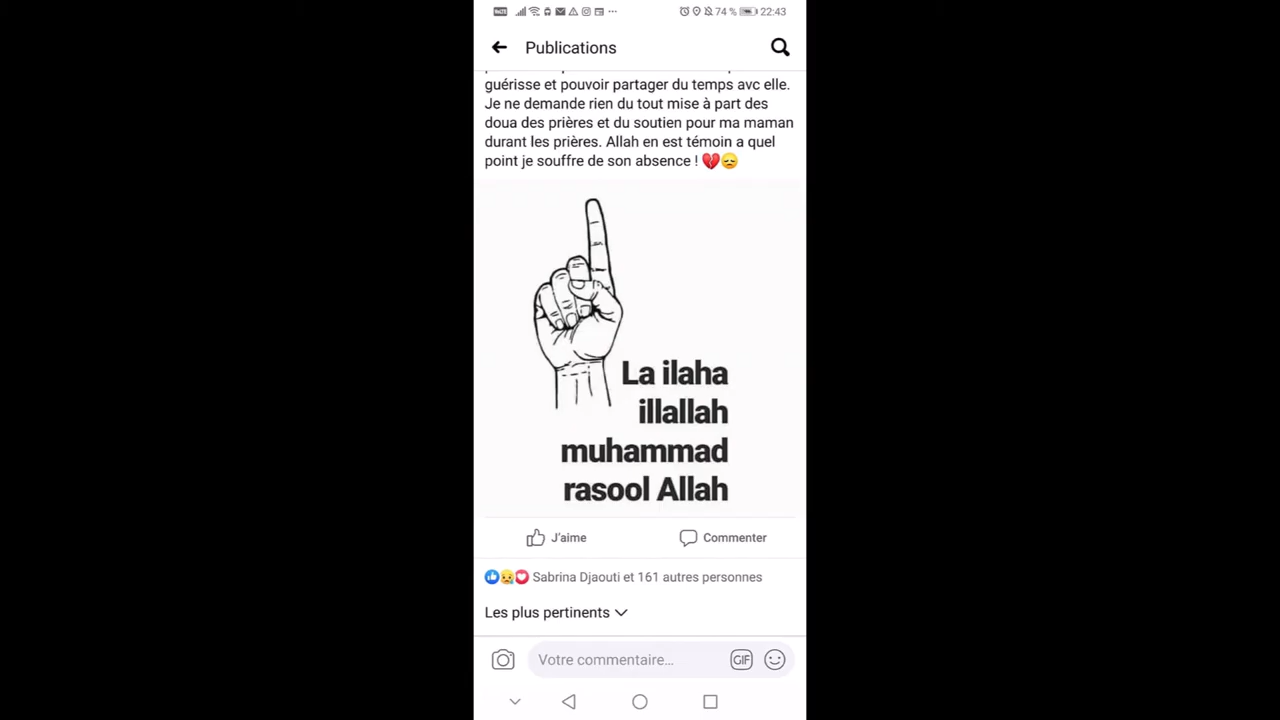 74 % 22:43
Publications
guérisse et pouvoir partager du temps avc elle.
Je ne demande rien du tout mise à part des
doua des prières et du soutien pour ma maman
durant les prières. Allah en est témoin a quel
point je souffre de son absence ! 💔😞
La ilaha
illallah
muhammad
rasool Allah
J'aime Commenter
Sabrina Djaouti et 161 autres personnes
Les plus pertinents
Votre commentaire... GIF